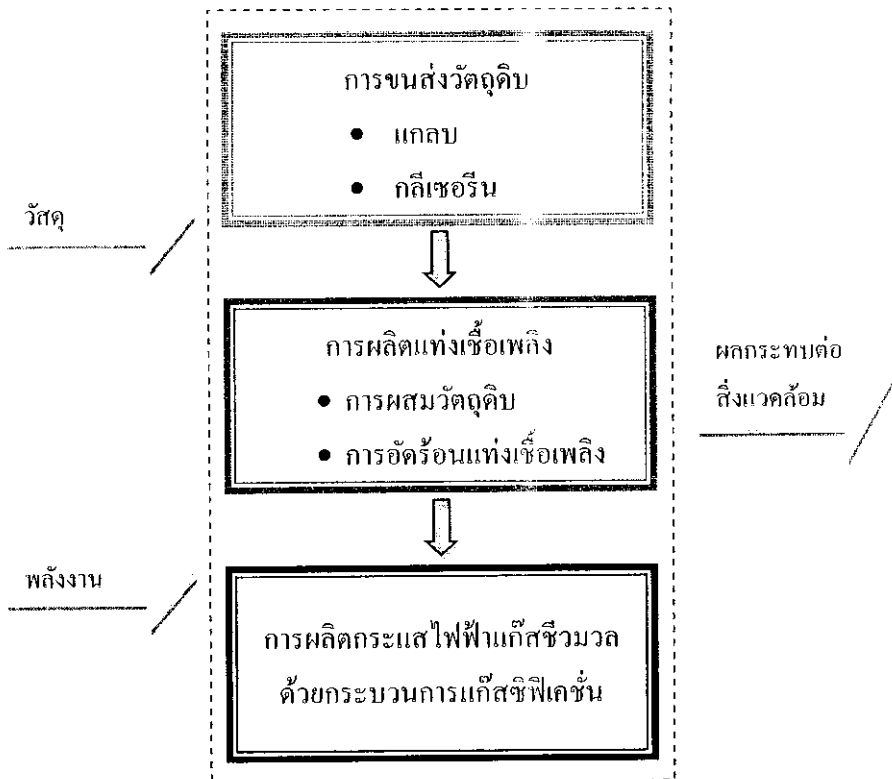 การขนส่งวัตถุดิบ
• แกลบ
• กลีเซอรีน
วัสดุ
การผลิตแท่งเชื้อเพลิง
• การผสมวัตถุดิบ
• การอัดร้อนแท่งเชื้อเพลิง
ผลกระทบต่อ
สิ่งแวดล้อม
พลังงาน
การผลิตกระแสไฟฟ้าแก๊สชีวมวล
ด้วยกระบวนการแก๊สซิฟิเคชั่น